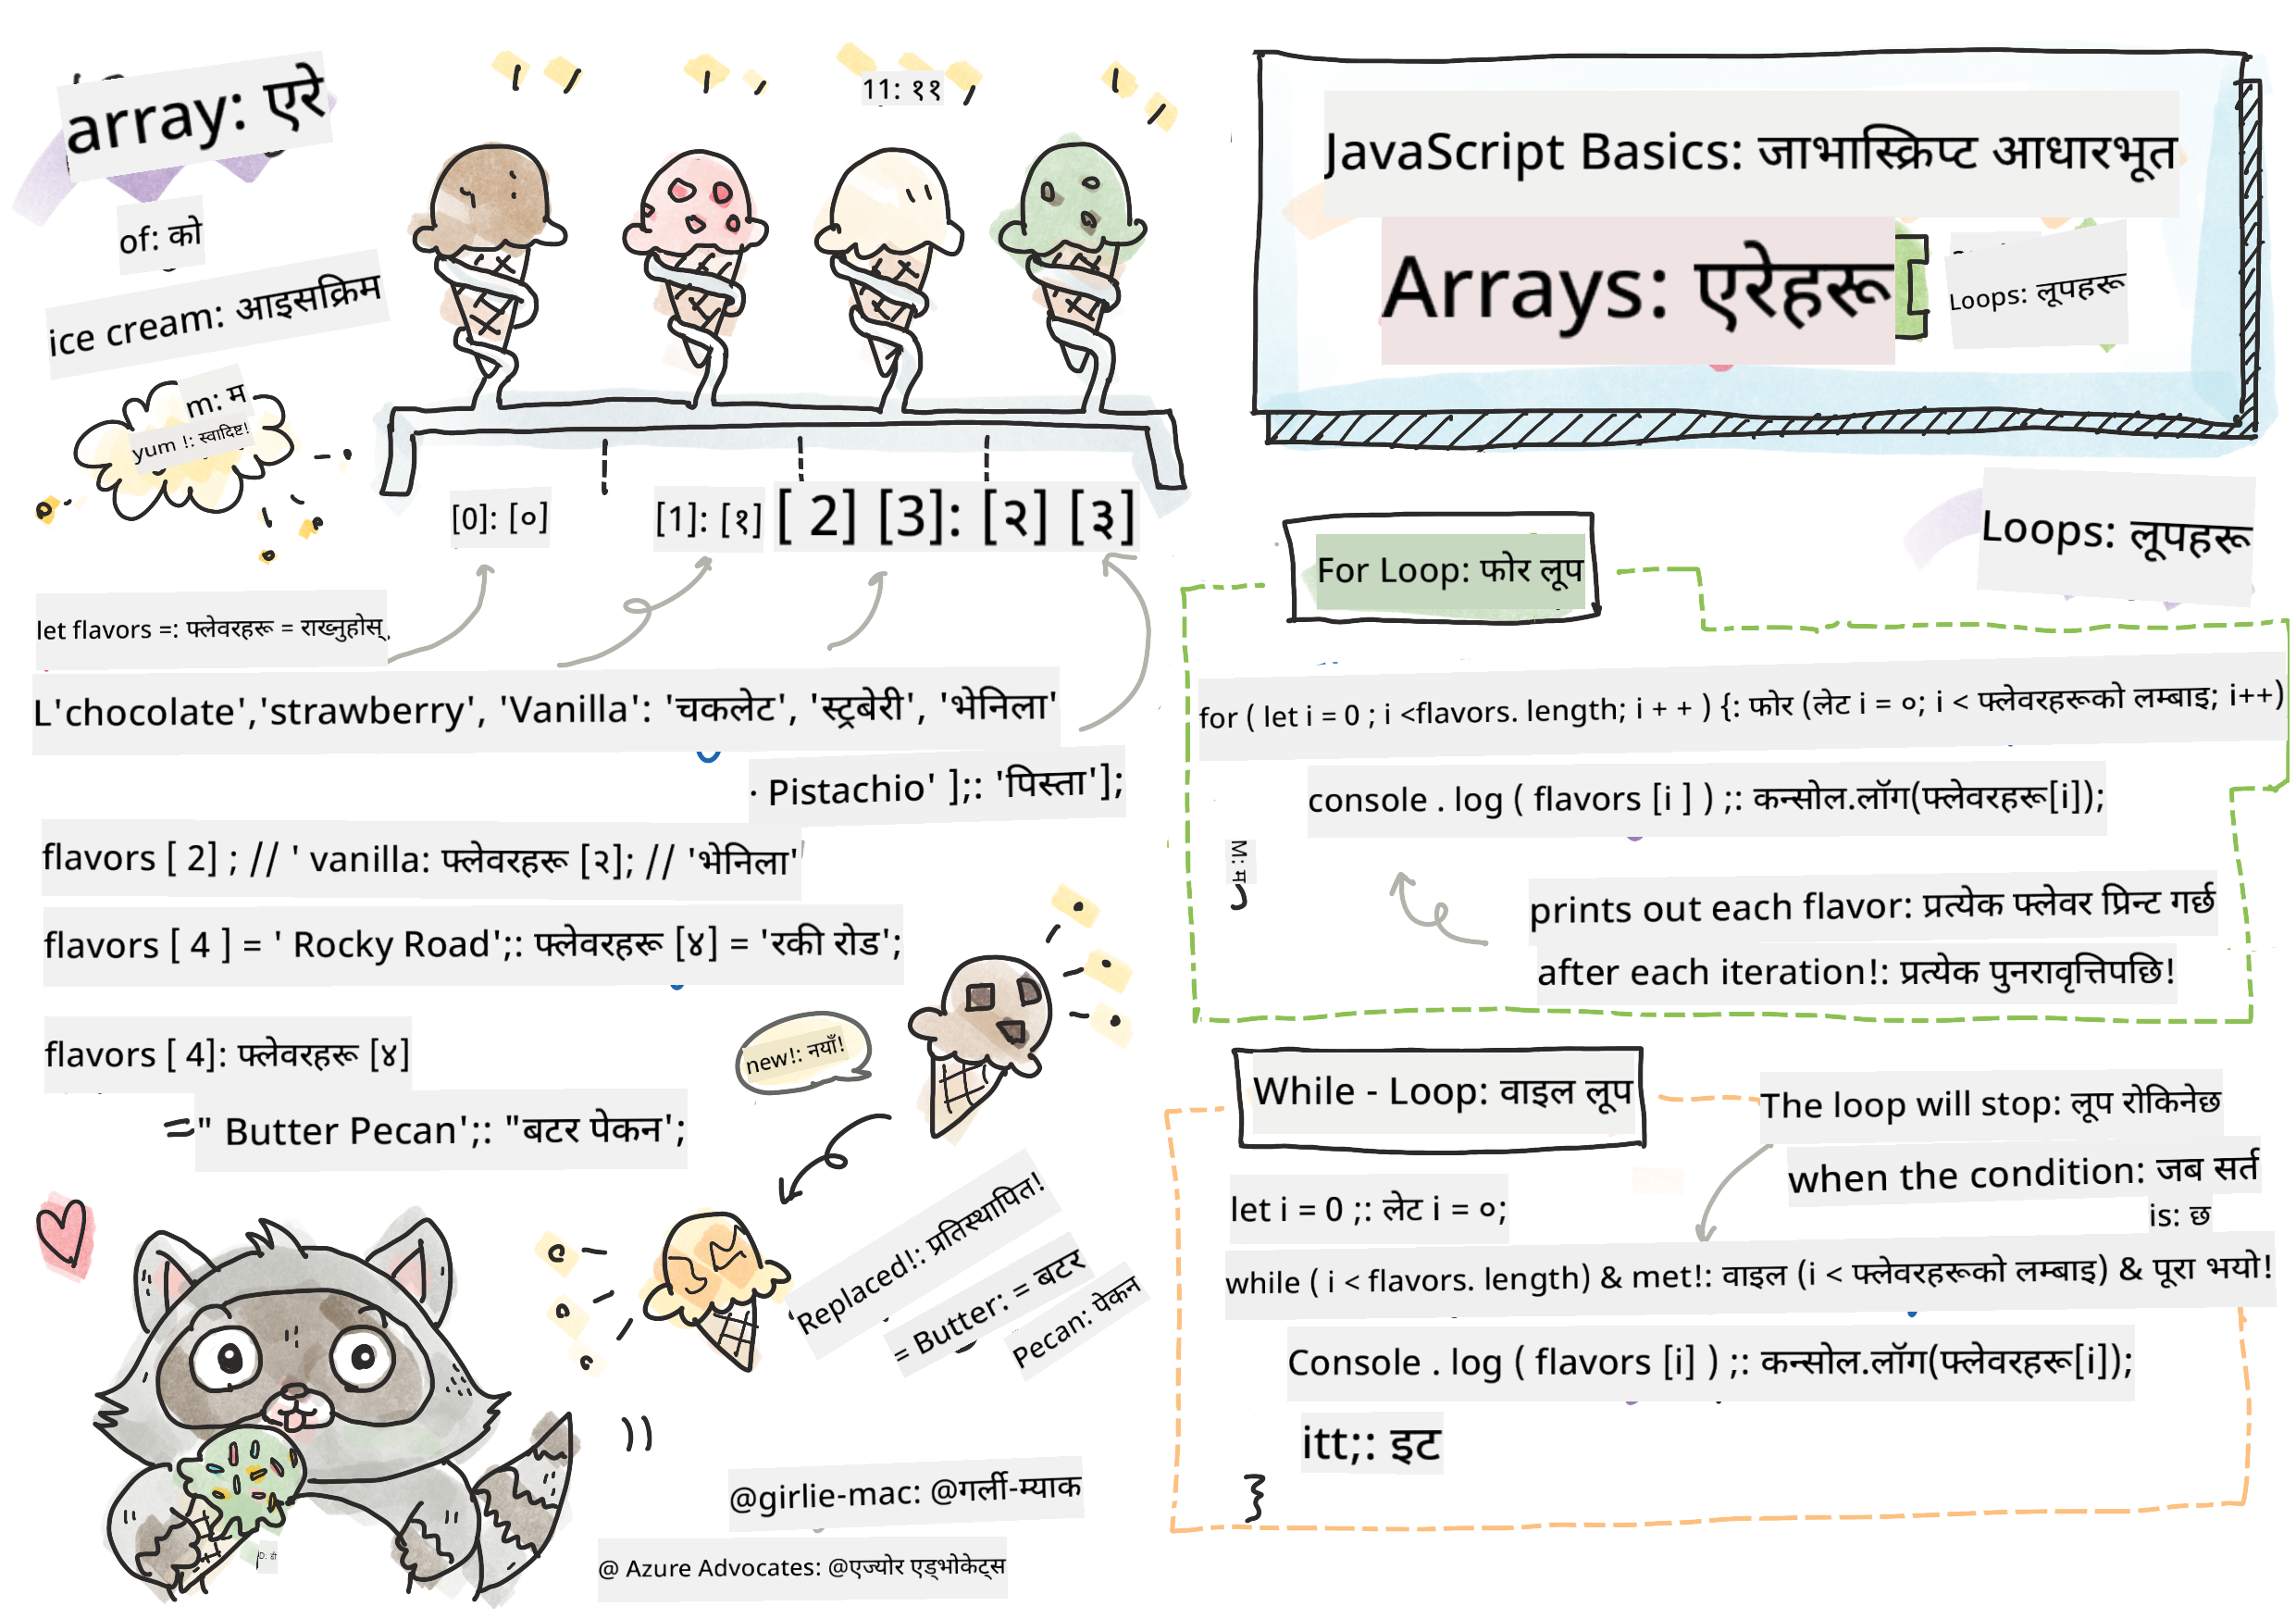 array: एरे
of: को
ice cream: आइसक्रिम
m: म
yum !: स्वादिष्ट!
11: ११
[0]: [०]
[1]: [१]
[ 2] [3]: [२] [३]
let flavors =: फ्लेवरहरू = राख्नुहोस्
L'chocolate','strawberry', 'Vanilla': 'चकलेट', 'स्ट्रबेरी', 'भेनिला'
· Pistachio' ];: 'पिस्ता'];
flavors [ 2] ; // ' vanilla: फ्लेवरहरू [२]; // 'भेनिला'
flavors [ 4 ] = ' Rocky Road';: फ्लेवरहरू [४] = 'रकी रोड';
flavors [ 4]: फ्लेवरहरू [४]
=" Butter Pecan';: "बटर पेकन';
new!: नयाँ!
Replaced!: प्रतिस्थापित!
= Butter: = बटर
Pecan: पेकन
@girlie-mac: @गर्ली-म्याक
@ Azure Advocates: @एज्योर एड्भोकेट्स
JavaScript Basics: जाभास्क्रिप्ट आधारभूत
Arrays: एरेहरू
Loops: लूपहरू
Loops: लूपहरू
For Loop: फोर लूप
for ( let i = 0 ; i <flavors. length; i + + ) {: फोर (लेट i = ०; i < फ्लेवरहरूको लम्बाइ; i++)
console . log ( flavors [i ] ) ;: कन्सोल.लॉग(फ्लेवरहरू[i]);
M: म
prints out each flavor: प्रत्येक फ्लेवर प्रिन्ट गर्छ
after each iteration!: प्रत्येक पुनरावृत्तिपछि!
While - Loop: वाइल लूप
The loop will stop: लूप रोकिनेछ
when the condition: जब सर्त
is: छ
let i = 0 ;: लेट i = ०;
while ( i < flavors. length) & met!: वाइल (i < फ्लेवरहरूको लम्बाइ) & पूरा भयो!
Console . log ( flavors [i] ) ;: कन्सोल.लॉग(फ्लेवरहरू[i]);
itt;: इट
}